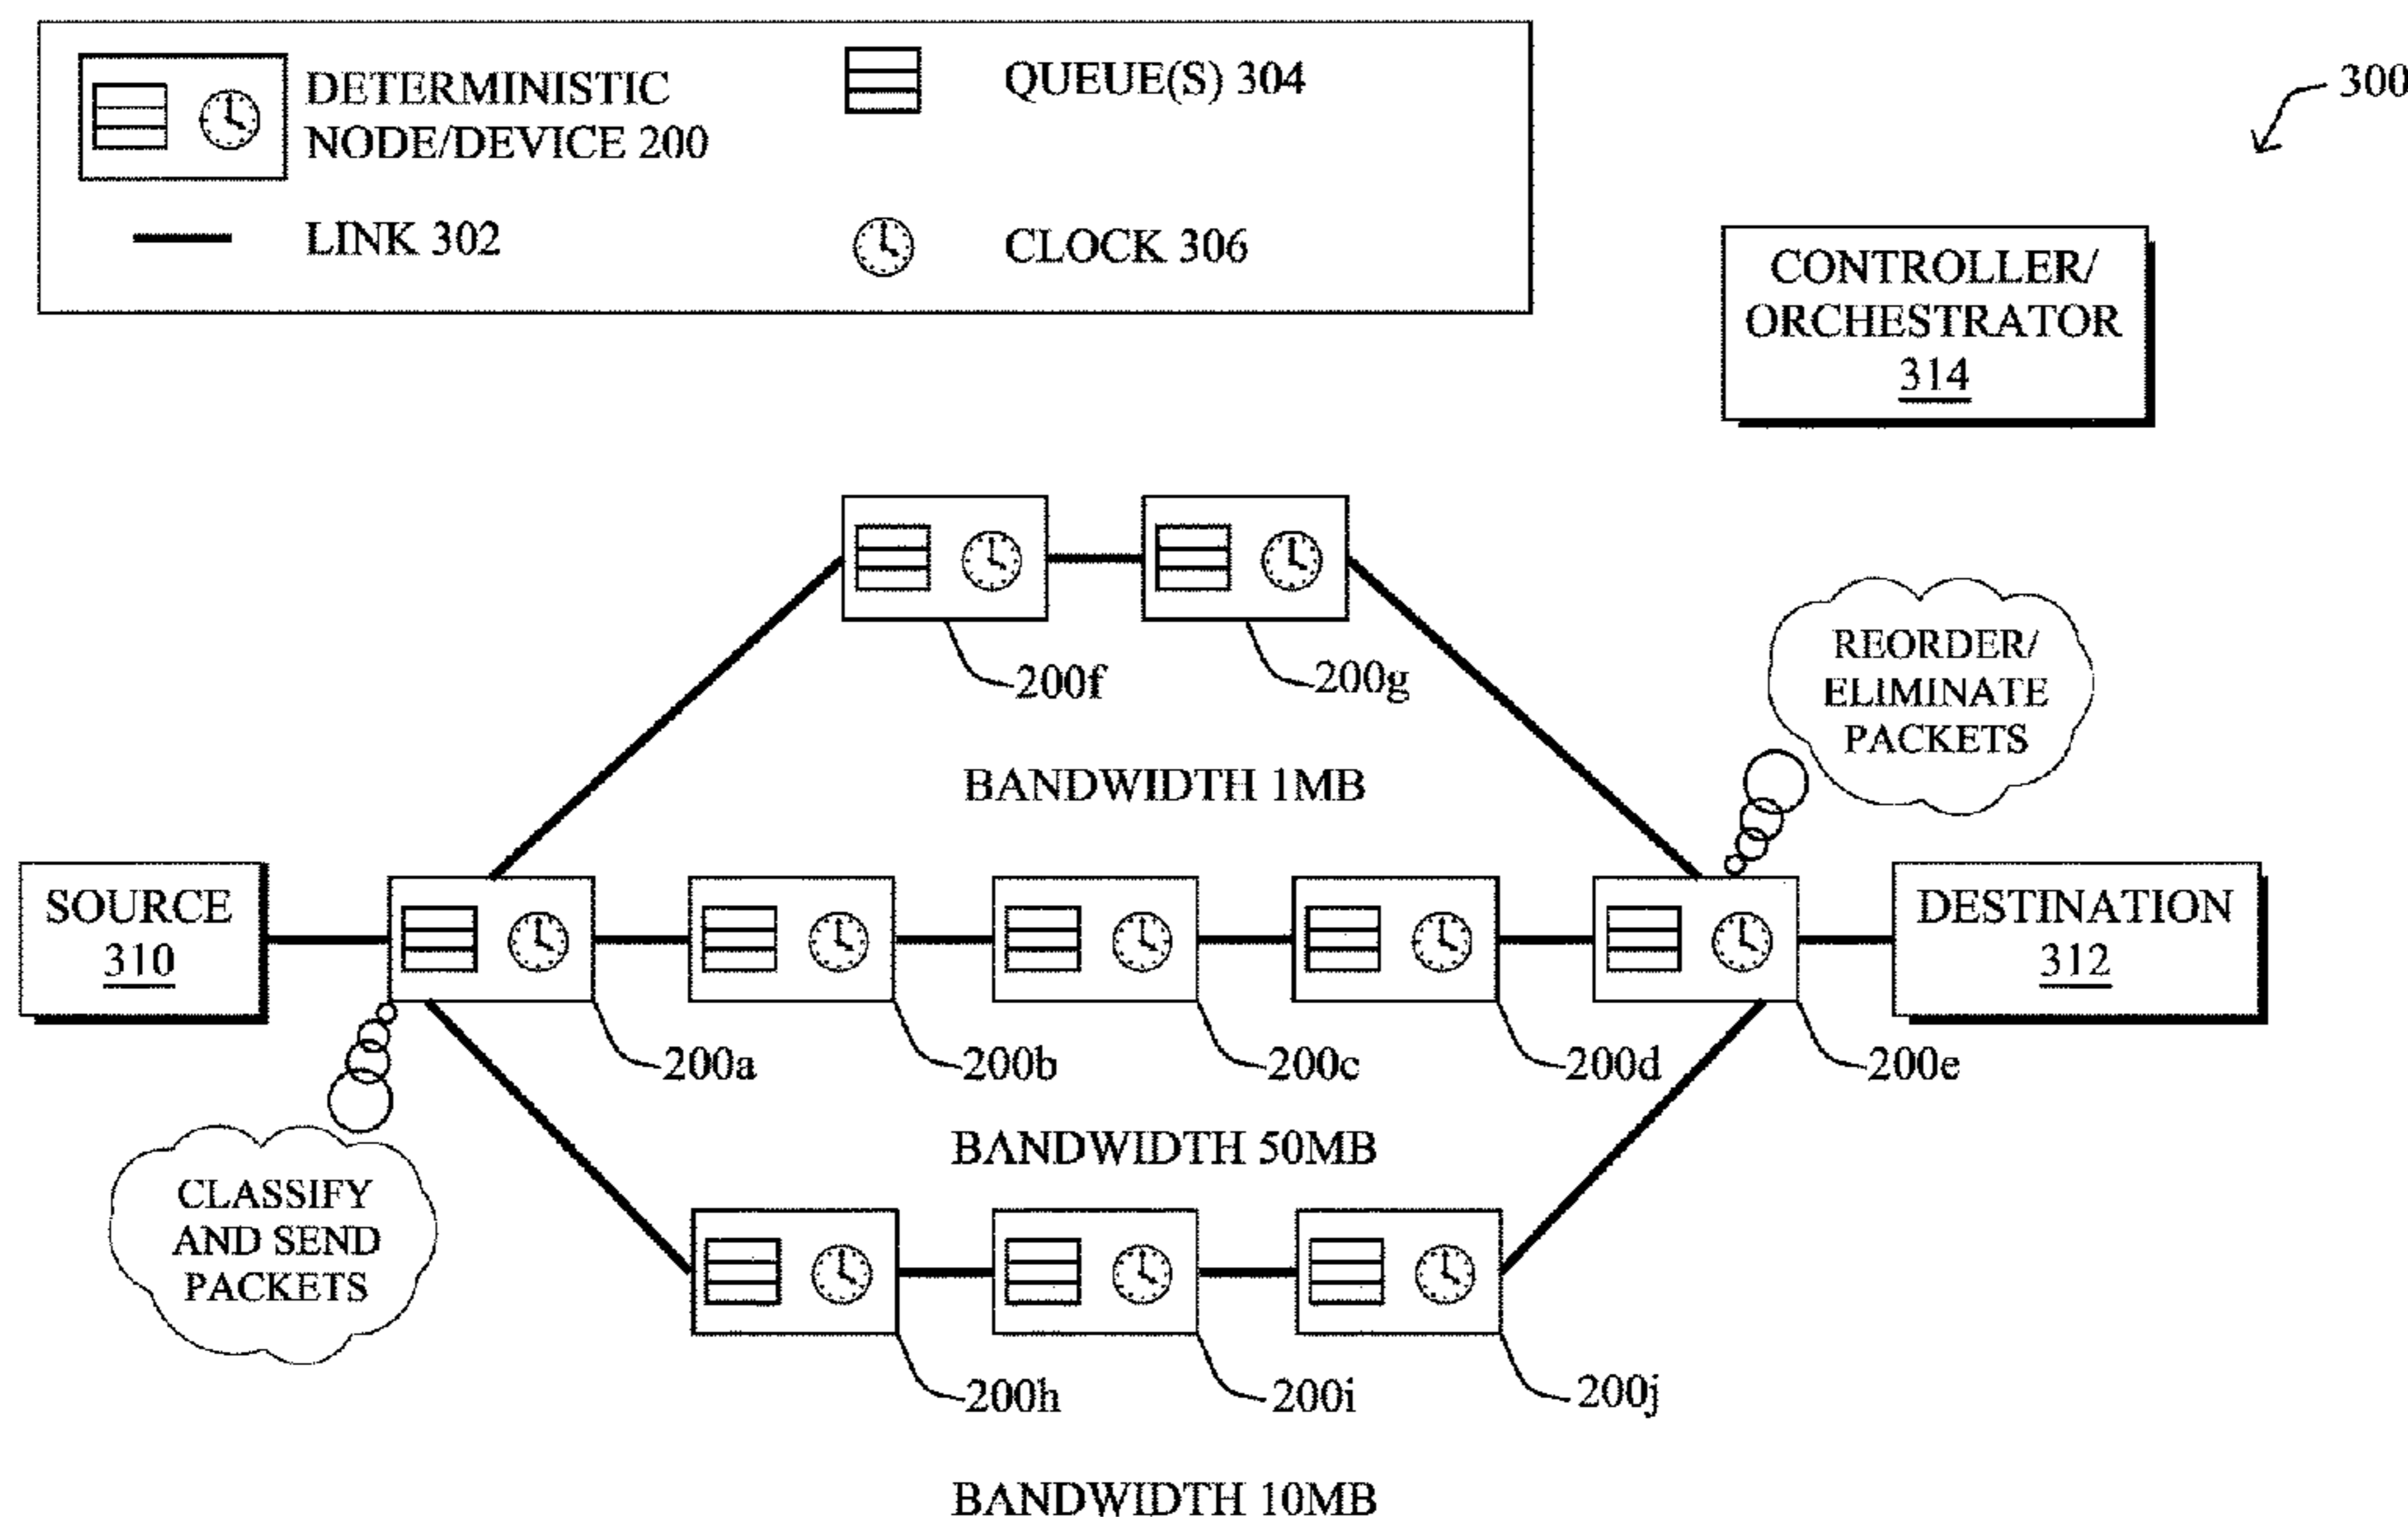 DETERMINISTIC
NODE/DEVICE 200
QUEUE(S) 304
LINK 302
CLOCK 306
300
CONTROLLER/
ORCHESTRATOR
314
200f
200g
REORDER/
ELIMINATE
PACKETS
BANDWIDTH 1MB
SOURCE
310
DESTINATION
312
200a
200b
200c
200d
200e
BANDWIDTH 50MB
CLASSIFY
AND SEND
PACKETS
200h
200i
200j
BANDWIDTH 10MB